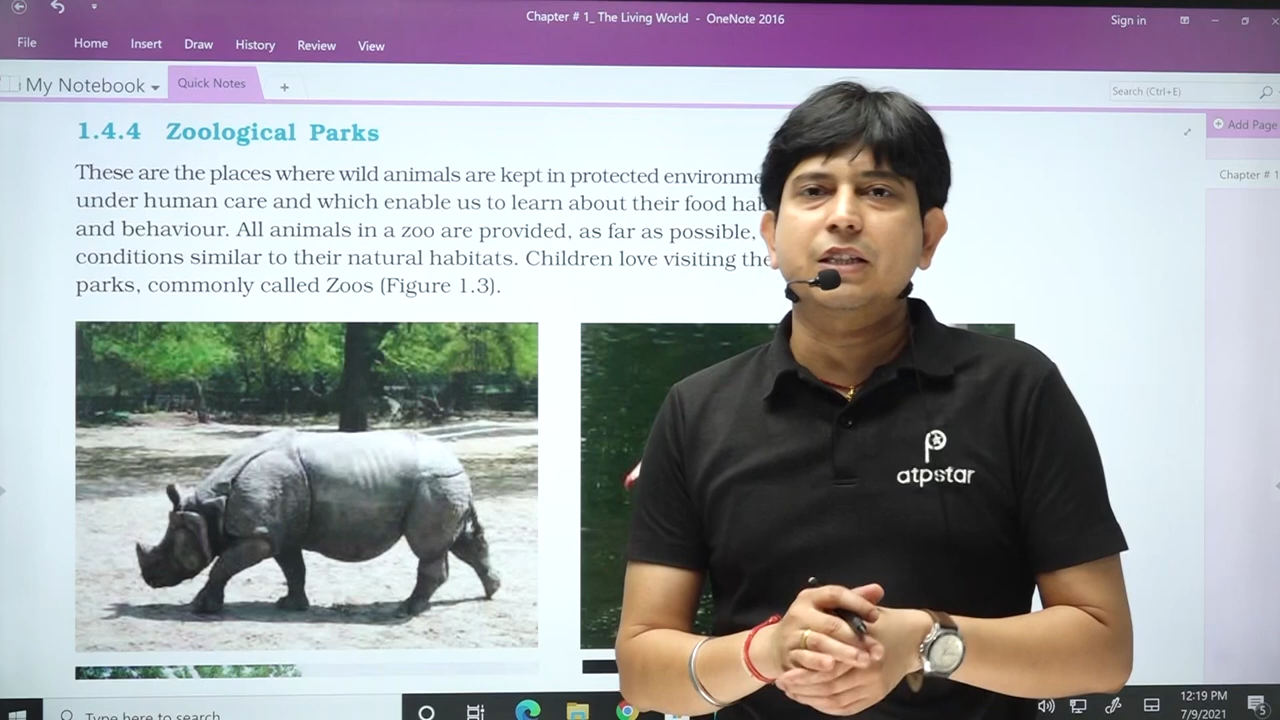 Chapter # 1_ The Living World - OneNote 2016
Sign in
File Home Insert Draw History Review View
My Notebook
Quick Notes
+
Search (Ctrl+E)
1.4.4 Zoological Parks
Add Page
Chapter # 1
These are the places where wild animals are kept in protected environme
under human care and which enable us to learn about their food hab
and behaviour. All animals in a zoo are provided, as far as possible,
conditions similar to their natural habitats. Children love visiting the
parks, commonly called Zoos (Figure 1.3).
atpstar
Type here to search
12:19 PM
7/9/2021
5